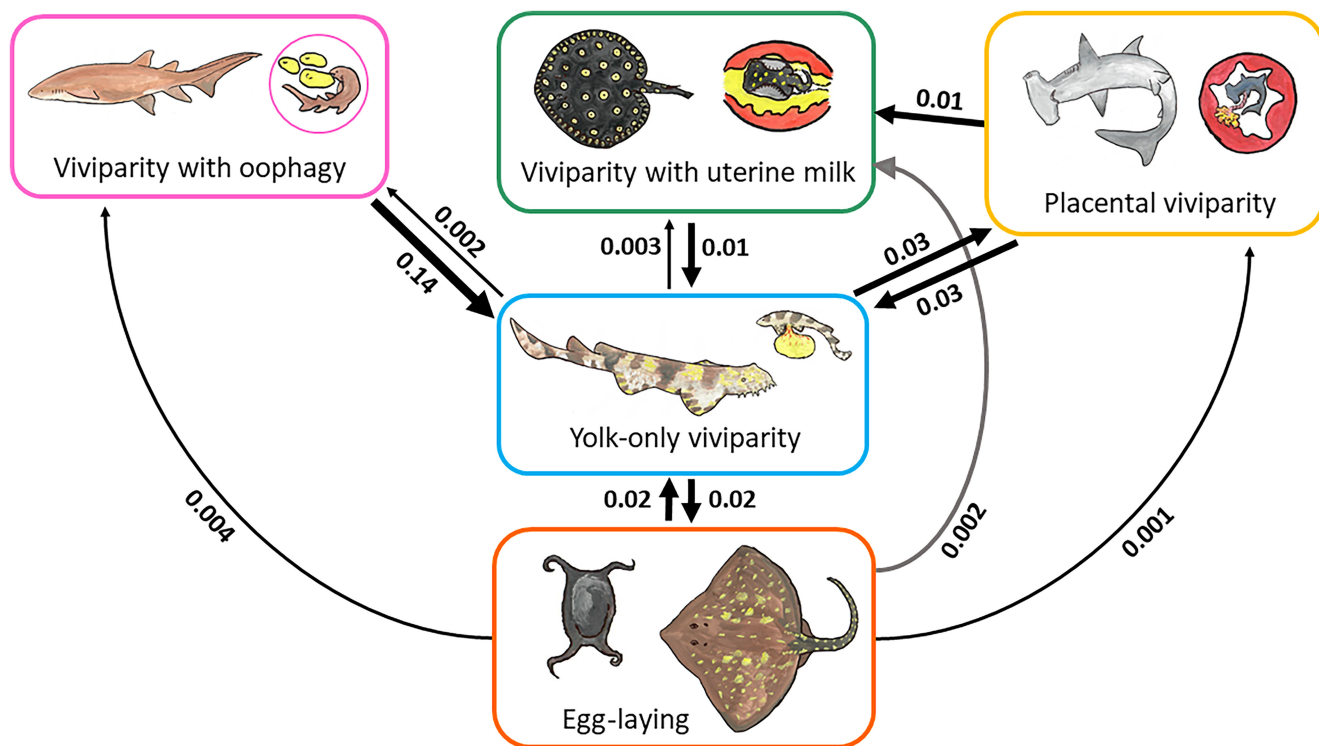 Viviparity with oophagy
Viviparity with uterine milk
Placental viviparity
0.01
0.002
0.14
0.003
0.01
0.03
0.03
Yolk-only viviparity
0.02
0.02
0.004
0.002
0.001
Egg-laying